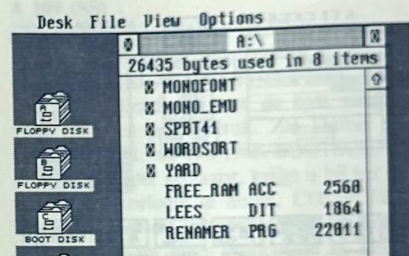 Desk File View Options
A:\
26435 bytes used in 8 items
MONOFONT
MONO_EMU
SPBT41
WORDSORT
YARD
FREE_RAM ACC 2560
LEES DIT 1864
RENAMER PRG 22011
A
FLOPPY DISK
B
FLOPPY DISK
C
BOOT DISK